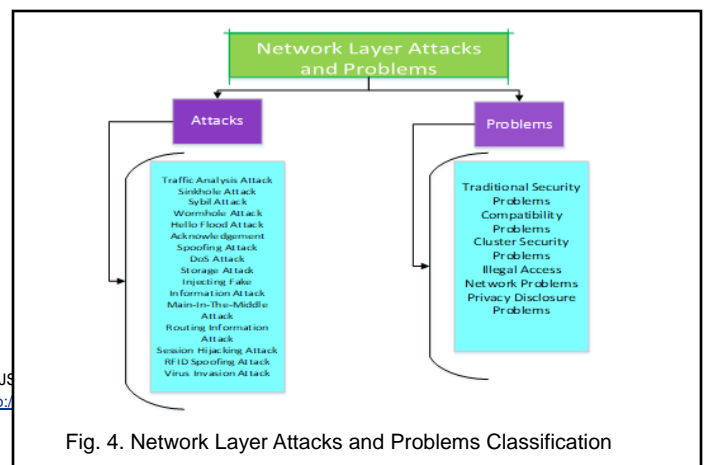 Network Layer Attacks
and Problems
Attacks
Problems
Traffic Analysis Attack
Sinkhole Attack
Sybil Attack
Wormhole Attack
Hello Flood Attack
Acknowledgement
Spoofing Attack
DoS Attack
Storage Attack
Injecting Fake
Information Attack
Main-In-The-Middle
Attack
Routing Information
Attack
Session Hijacking Attack
RFID Spoofing Attack
Virus Invasion Attack
Traditional Security
Problems
Compatibility
Problems
Cluster Security
Problems
Illegal Access
Network Problems
Privacy Disclosure
Problems
Fig. 4. Network Layer Attacks and Problems Classification